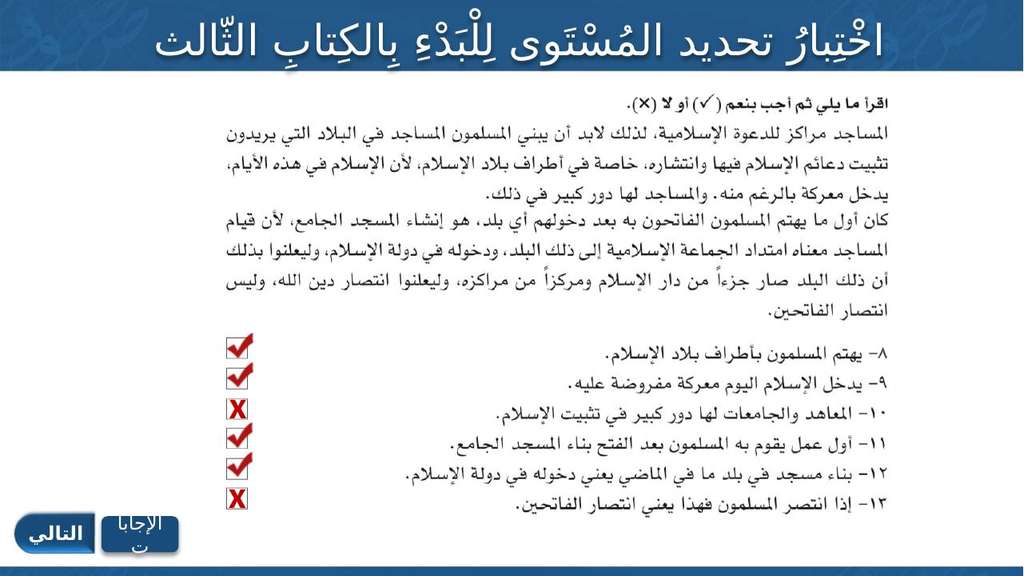 اخْتِبارُ تحديد المُسْتَوى لِلْبَدْءِ بِالكِتابِ الثّالث
اقرأ ما يلي ثم أجب بنعم (✓) أو لا (×).
المساجد مراكز للدعوة الإسلامية، لذلك لابد أن يبني المسلمون المساجد في البلاد التي يريدون
تثبيت دعائم الإسلام فيها وانتشاره، خاصة في أطراف بلاد الإسلام، لأن الإسلام في هذه الأيام،
يدخل معركة بالرغم منه. والمساجد لها دور كبير في ذلك.
كان أول ما يهتم المسلمون الفاتحون به بعد دخولهم أي بلد، هو إنشاء المسجد الجامع، لأن قيام
المساجد معناه امتداد الجماعة الإسلامية إلى ذلك البلد، ودخوله في دولة الإسلام، وليعلنوا بذلك
أن ذلك البلد صار جزءاً من دار الإسلام ومركزاً من مراكزه، وليعلنوا انتصار دين الله، وليس
انتصار الفاتحين.
٨- يهتم المسلمون بأطراف بلاد الإسلام.
٩- يدخل الإسلام اليوم معركة مفروضة عليه.
١٠- المعاهد والجامعات لها دور كبير في تثبيت الإسلام.
١١- أول عمل يقوم به المسلمون بعد الفتح بناء المسجد الجامع.
١٢- بناء مسجد في بلد ما في الماضي يعني دخوله في دولة الإسلام.
١٣- إذا انتصر المسلمون فهذا يعني انتصار الفاتحين.
الإجابات
التالي